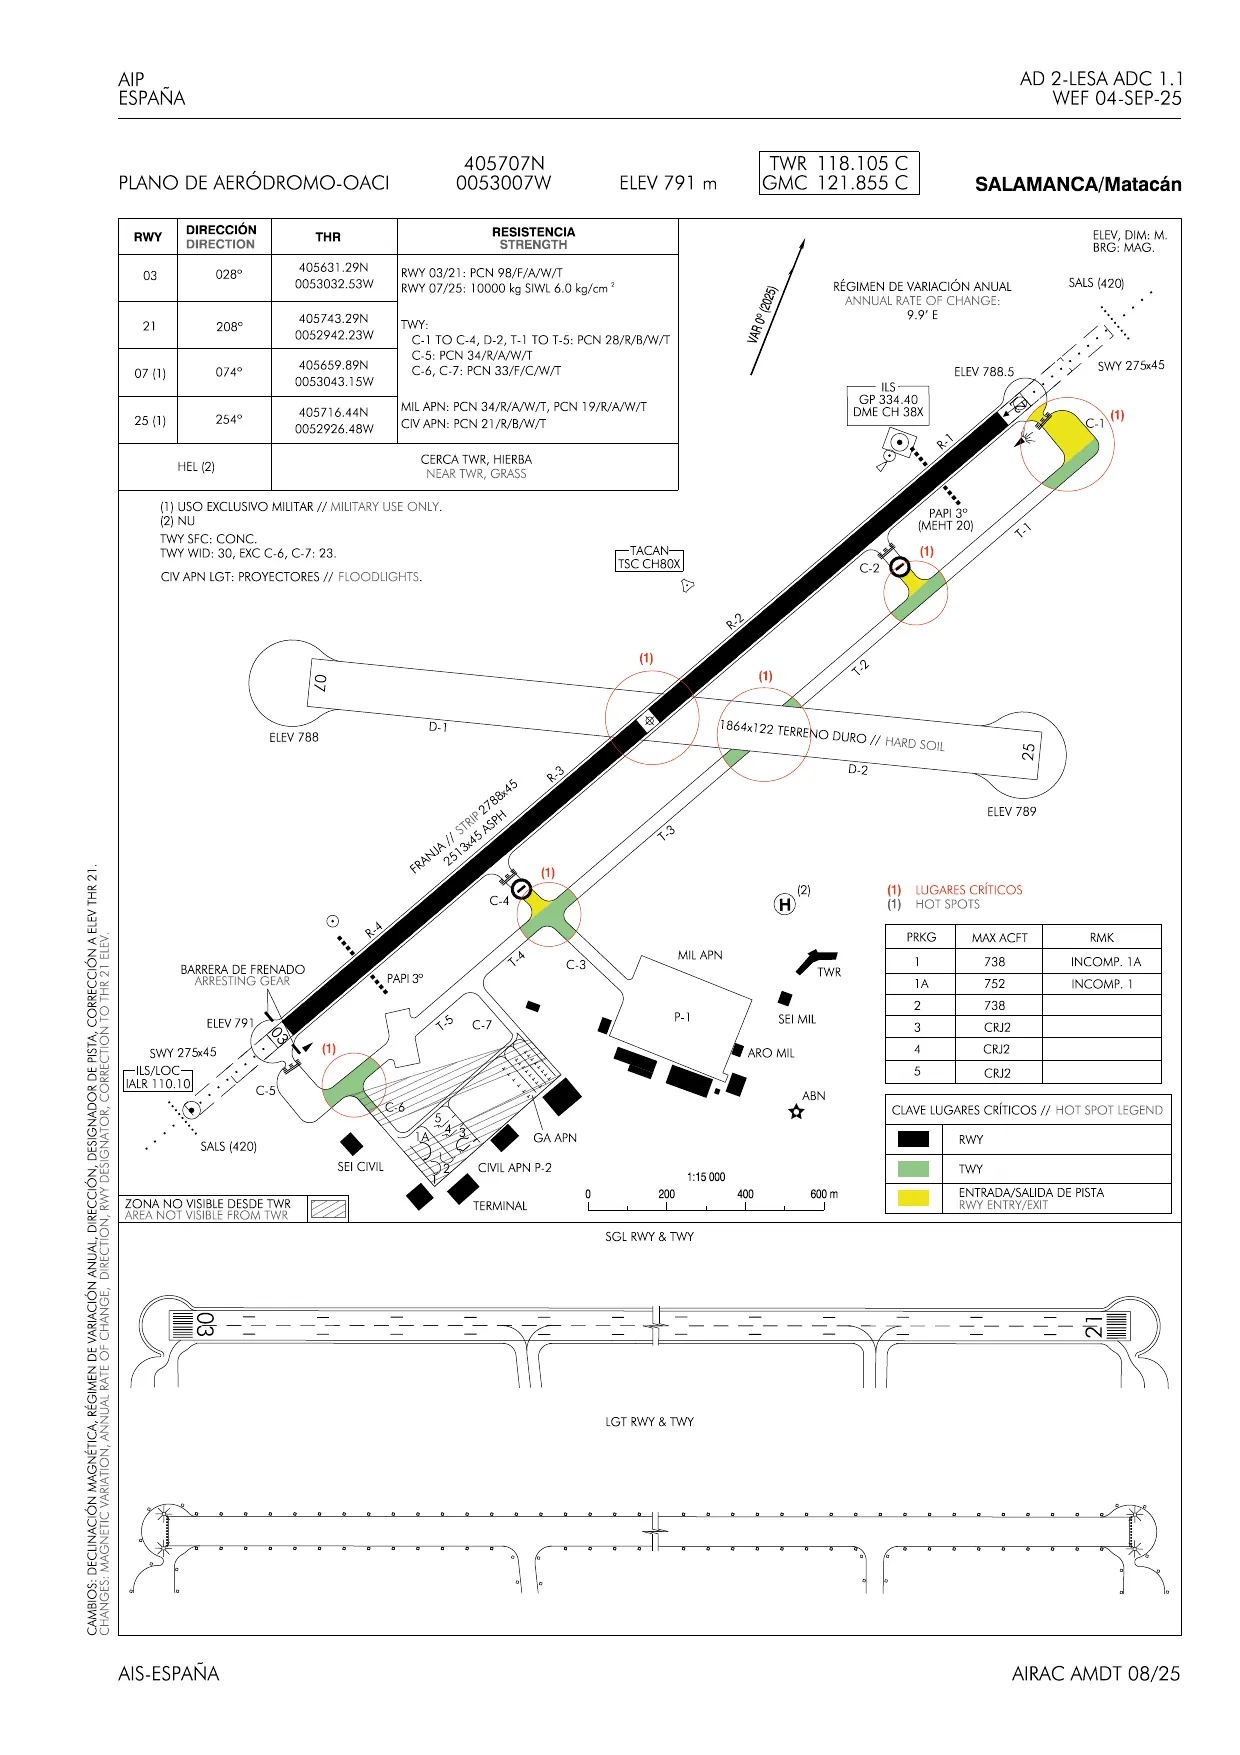 AIP
ESPAÑA
AD 2-LESA ADC 1.1
WEF 04-SEP-25
PLANO DE AERÓDROMO-OACI
405707N
0053007W
ELEV 791 m
TWR 118.105 C
GMC 121.855 C
SALAMANCA/Matacán
RWY
DIRECCIÓN
DIRECTION
THR
RESISTENCIA
STRENGTH
03
028º
405631.29N
0053032.53W
21
208º
405743.29N
0052942.23W
07 (1)
074º
405659.89N
0053043.15W
25 (1)
254º
405716.44N
0052926.48W
RWY 03/21: PCN 98/F/A/W/T
RWY 07/25: 10000 kg SIWL 6.0 kg/cm 2
TWY:
C-1 TO C-4, D-2, T-1 TO T-5: PCN 28/R/B/W/T
C-5: PCN 34/R/A/W/T
C-6, C-7: PCN 33/F/C/W/T
MIL APN: PCN 34/R/A/W/T, PCN 19/R/A/W/T
CIV APN: PCN 21/R/B/W/T
HEL (2)
CERCA TWR, HIERBA
NEAR TWR, GRASS
(1) USO EXCLUSIVO MILITAR // MILITARY USE ONLY.
(2) NU
TWY SFC: CONC.
TWY WID: 30, EXC C-6, C-7: 23.
CIV APN LGT: PROYECTORES // FLOODLIGHTS.
ELEV, DIM: M.
BRG: MAG.
VAR 0º (2025)
RÉGIMEN DE VARIACIÓN ANUAL
ANNUAL RATE OF CHANGE:
9.9’ E
SALS (420)
SWY 275x45
ELEV 788.5
21
ILS
GP 334.40
DME CH 38X
(1)
C-1
R-1
PAPI 3º
(MEHT 20)
T-1
(1)
C-2
TACAN
TSC CH80X
R-2
(1)
(1)
T-2
07
ELEV 788
D-1
1864x122 TERRENO DURO // HARD SOIL
25
D-2
ELEV 789
R-3
FRANJA // STRIP 2788x45
2513x45 ASPH
T-3
(1)
C-4
(2)
H
R-4
PAPI 3º
T-4
C-3
MIL APN
TWR
BARRERA DE FRENADO
ARRESTING GEAR
P-1
SEI MIL
ELEV 791
03
T-5
C-7
ARO MIL
SWY 275x45
(1)
ILS/LOC
IALR 110.10
C-5
C-6
ABN
SALS (420)
5
4
3
1A
2
GA APN
SEI CIVIL
CIVIL APN P-2
TERMINAL
ZONA NO VISIBLE DESDE TWR
AREA NOT VISIBLE FROM TWR
1:15 000
0 200 400 600 m
(1) LUGARES CRÍTICOS
(1) HOT SPOTS
PRKG MAX ACFT RMK
1 738 INCOMP. 1A
1A 752 INCOMP. 1
2 738
3 CRJ2
4 CRJ2
5 CRJ2
CLAVE LUGARES CRÍTICOS // HOT SPOT LEGEND
RWY
TWY
ENTRADA/SALIDA DE PISTA
RWY ENTRY/EXIT
SGL RWY & TWY
03
21
LGT RWY & TWY
CAMBIOS: DECLINACIÓN MAGNÉTICA, RÉGIMEN DE VARIACIÓN ANUAL, DIRECCIÓN, DESIGNADOR DE PISTA, CORRECCIÓN A ELEV THR 21.
CHANGES: MAGNETIC VARIATION, ANNUAL RATE OF CHANGE, DIRECTION, RWY DESIGNATOR, CORRECTION TO THR 21 ELEV.
AIS-ESPAÑA
AIRAC AMDT 08/25